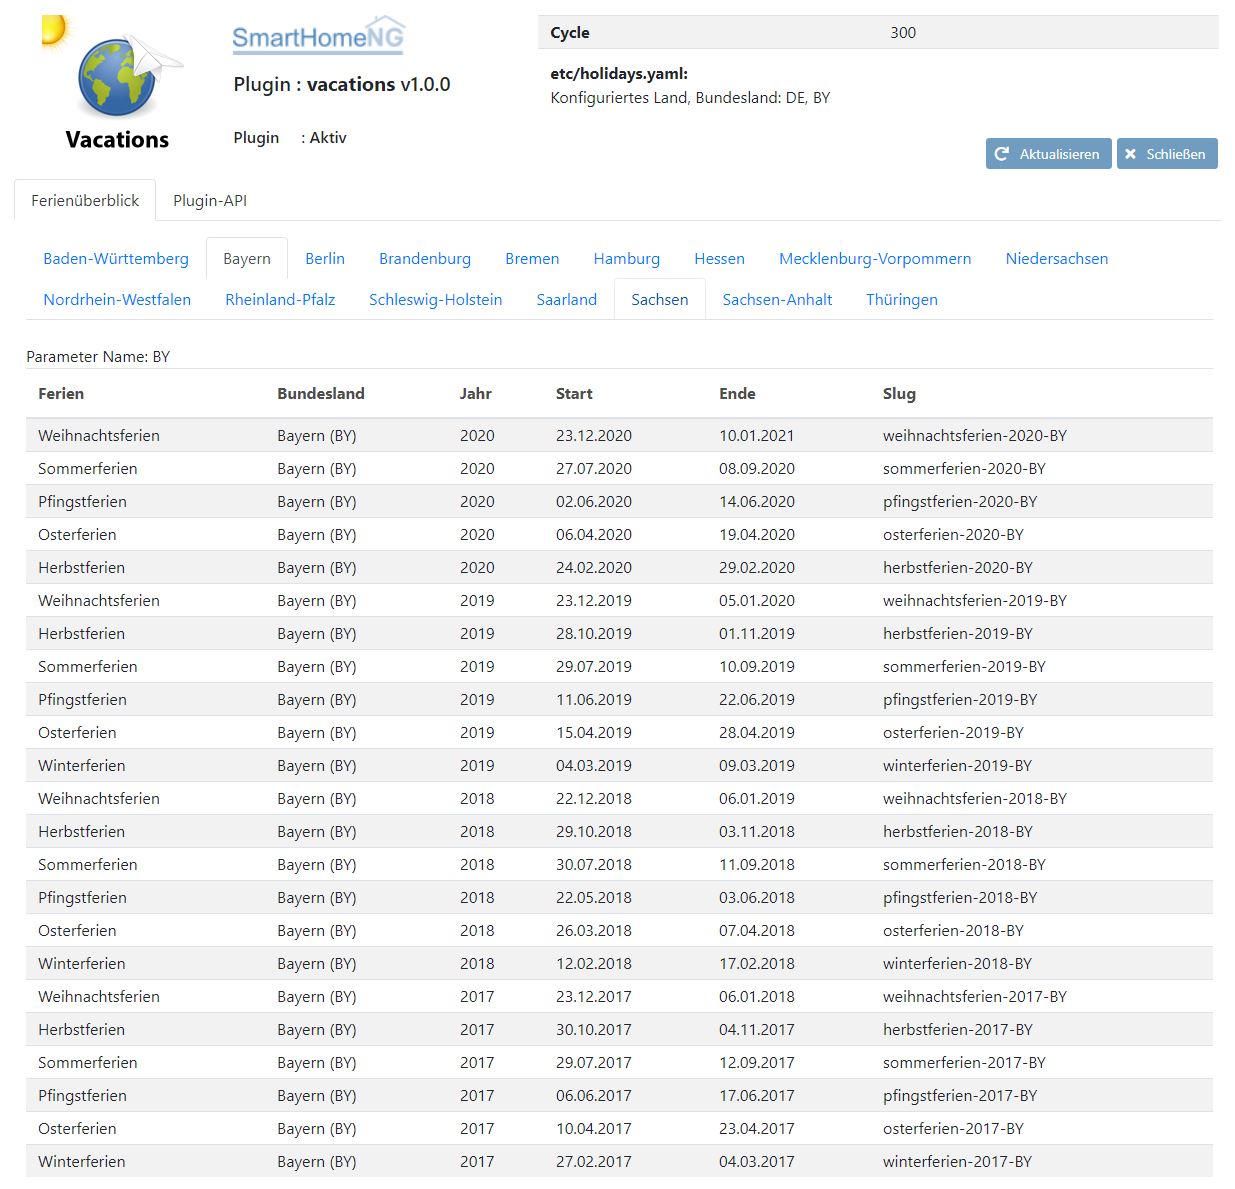 SmartHomeNG
Vacations
Plugin : vacations v1.0.0
Plugin : Aktiv
Cycle 300
etc/holidays.yaml:
Konfiguriertes Land, Bundesland: DE, BY
Aktualisieren Schließen
Ferienüberblick Plugin-API
Baden-Württemberg Bayern Berlin Brandenburg Bremen Hamburg Hessen Mecklenburg-Vorpommern Niedersachsen
Nordrhein-Westfalen Rheinland-Pfalz Schleswig-Holstein Saarland Sachsen Sachsen-Anhalt Thüringen
Parameter Name: BY
Ferien Bundesland Jahr Start Ende Slug
Weihnachtsferien Bayern (BY) 2020 23.12.2020 10.01.2021 weihnachtsferien-2020-BY
Sommerferien Bayern (BY) 2020 27.07.2020 08.09.2020 sommerferien-2020-BY
Pfingstferien Bayern (BY) 2020 02.06.2020 14.06.2020 pfingstferien-2020-BY
Osterferien Bayern (BY) 2020 06.04.2020 19.04.2020 osterferien-2020-BY
Herbstferien Bayern (BY) 2020 24.02.2020 29.02.2020 herbstferien-2020-BY
Weihnachtsferien Bayern (BY) 2019 23.12.2019 05.01.2020 weihnachtsferien-2019-BY
Herbstferien Bayern (BY) 2019 28.10.2019 01.11.2019 herbstferien-2019-BY
Sommerferien Bayern (BY) 2019 29.07.2019 10.09.2019 sommerferien-2019-BY
Pfingstferien Bayern (BY) 2019 11.06.2019 22.06.2019 pfingstferien-2019-BY
Osterferien Bayern (BY) 2019 15.04.2019 28.04.2019 osterferien-2019-BY
Winterferien Bayern (BY) 2019 04.03.2019 09.03.2019 winterferien-2019-BY
Weihnachtsferien Bayern (BY) 2018 22.12.2018 06.01.2019 weihnachtsferien-2018-BY
Herbstferien Bayern (BY) 2018 29.10.2018 03.11.2018 herbstferien-2018-BY
Sommerferien Bayern (BY) 2018 30.07.2018 11.09.2018 sommerferien-2018-BY
Pfingstferien Bayern (BY) 2018 22.05.2018 03.06.2018 pfingstferien-2018-BY
Osterferien Bayern (BY) 2018 26.03.2018 07.04.2018 osterferien-2018-BY
Winterferien Bayern (BY) 2018 12.02.2018 17.02.2018 winterferien-2018-BY
Weihnachtsferien Bayern (BY) 2017 23.12.2017 06.01.2018 weihnachtsferien-2017-BY
Herbstferien Bayern (BY) 2017 30.10.2017 04.11.2017 herbstferien-2017-BY
Sommerferien Bayern (BY) 2017 29.07.2017 12.09.2017 sommerferien-2017-BY
Pfingstferien Bayern (BY) 2017 06.06.2017 17.06.2017 pfingstferien-2017-BY
Osterferien Bayern (BY) 2017 10.04.2017 23.04.2017 osterferien-2017-BY
Winterferien Bayern (BY) 2017 27.02.2017 04.03.2017 winterferien-2017-BY